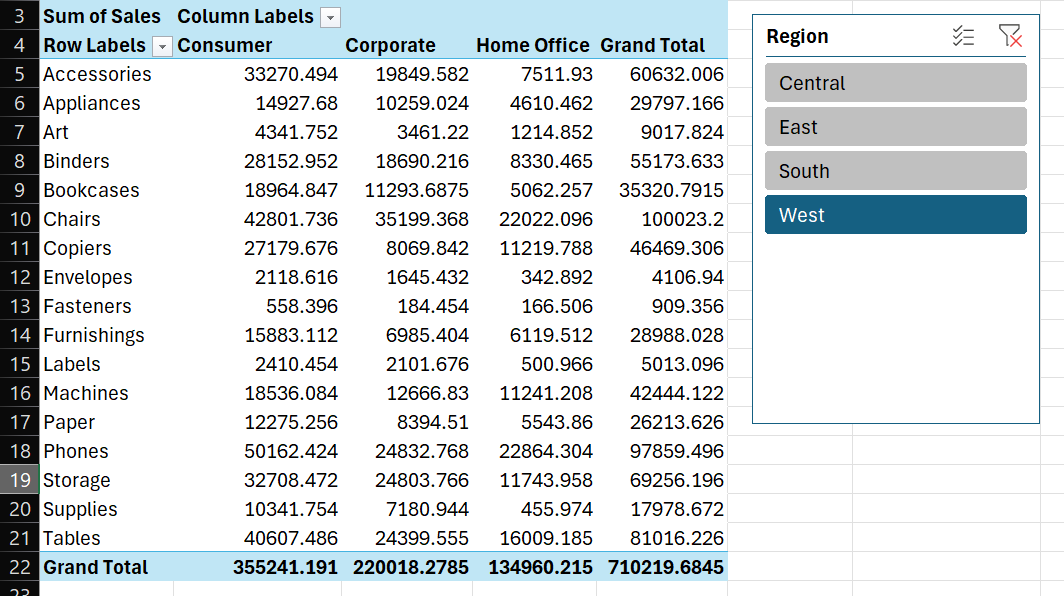 3 Sum of Sales Column Labels
4 Row Labels Consumer Corporate Home Office Grand Total
5 Accessories 33270.494 19849.582 7511.93 60632.006
6 Appliances 14927.68 10259.024 4610.462 29797.166
7 Art 4341.752 3461.22 1214.852 9017.824
8 Binders 28152.952 18690.216 8330.465 55173.633
9 Bookcases 18964.847 11293.6875 5062.257 35320.7915
10 Chairs 42801.736 35199.368 22022.096 100023.2
11 Copiers 27179.676 8069.842 11219.788 46469.306
12 Envelopes 2118.616 1645.432 342.892 4106.94
13 Fasteners 558.396 184.454 166.506 909.356
14 Furnishings 15883.112 6985.404 6119.512 28988.028
15 Labels 2410.454 2101.676 500.966 5013.096
16 Machines 18536.084 12666.83 11241.208 42444.122
17 Paper 12275.256 8394.51 5543.86 26213.626
18 Phones 50162.424 24832.768 22864.304 97859.496
19 Storage 32708.472 24803.766 11743.958 69256.196
20 Supplies 10341.754 7180.944 455.974 17978.672
21 Tables 40607.486 24399.555 16009.185 81016.226
22 Grand Total 355241.191 220018.2785 134960.215 710219.6845
23
Region
Central
East
South
West